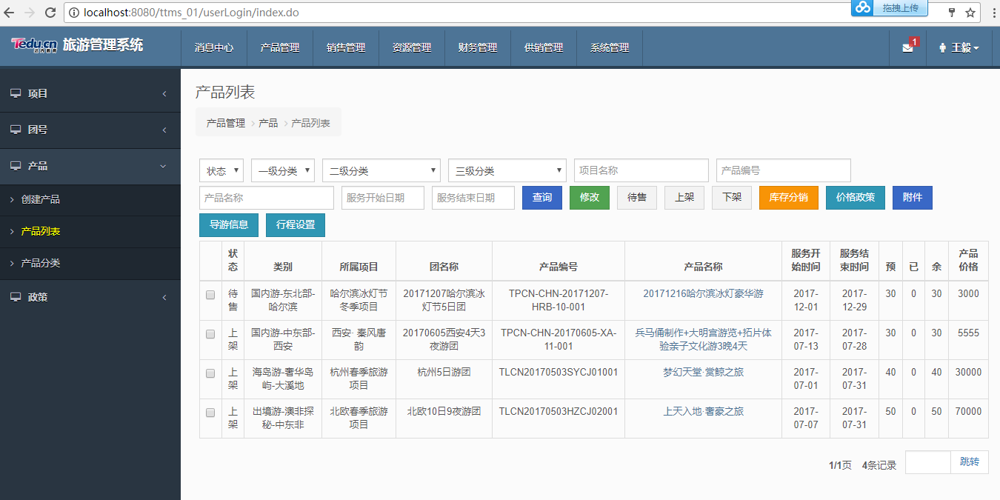 localhost:8080/ttms_01/userLogin/index.do
拖拽上传
Tedu.cn 旅游管理系统 消息中心 产品管理 销售管理 资源管理 财务管理 供销管理 系统管理 1 王毅
项目
团号
产品
创建产品
产品列表
产品分类
政策
产品列表
产品管理 产品 产品列表
状态 一级分类 二级分类 三级分类 项目名称 产品编号
产品名称 服务开始日期 服务结束日期 查询 修改 待售 上架 下架 库存分销 价格政策 附件
导游信息 行程设置
状 服务开 服务结 产品
态 类别 所属项目 团名称 产品编号 产品名称 始时间 束时间 预 已 余 价格
待 国内游-东北部- 哈尔滨冰灯节 20171207哈尔滨冰 TPCN-CHN-20171207- 20171216哈尔滨冰灯豪华游 2017- 2017- 30 0 30 3000
售 哈尔滨 冬季项目 灯节5日团 HRB-10-001 12-01 12-29
上 国内游-中东部- 西安· 秦风唐 20170605西安4天3 TPCN-CHN-20170605-XA- 兵马俑制作+大明宫游览+拓片体 2017- 2017- 30 0 30 5555
架 西安 韵 夜游团 11-001 验亲子文化游3晚4天 07-13 07-28
上 海岛游-奢华岛 杭州春季旅游 杭州5日游团 TLCN20170503SYCJ01001 梦幻天堂·赏鲸之旅 2017- 2017- 40 0 40 30000
架 屿-大溪地 项目 07-01 07-31
上 出境游-澳非探 北欧春季旅游 北欧10日9夜游团 TLCN20170503HZCJ02001 上天入地·奢豪之旅 2017- 2017- 50 0 50 70000
架 秘-中东非 项目 07-07 07-31
1/1页 4条记录 跳转